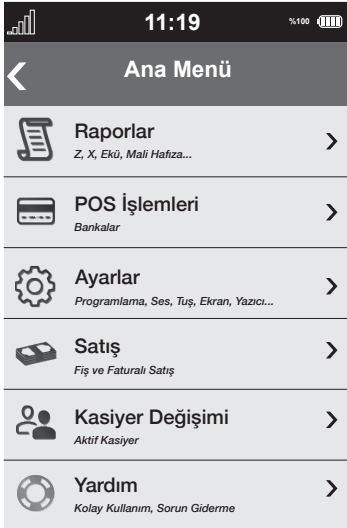 11:19
%100
Ana Menü
Raporlar
Z, X, Ekü, Mali Hafıza...
POS İşlemleri
Bankalar
Ayarlar
Programlama, Ses, Tuş, Ekran, Yazıcı...
Satış
Fiş ve Faturalı Satış
Kasiyer Değişimi
Aktif Kasiyer
Yardım
Kolay Kullanım, Sorun Giderme